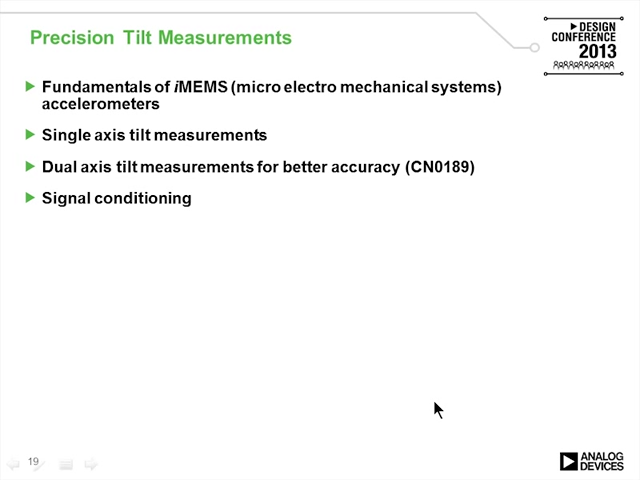 Precision Tilt Measurements
DESIGN
CONFERENCE
2013
Fundamentals of iMEMS (micro electro mechanical systems)
accelerometers
Single axis tilt measurements
Dual axis tilt measurements for better accuracy (CN0189)
Signal conditioning
19
ANALOG
DEVICES